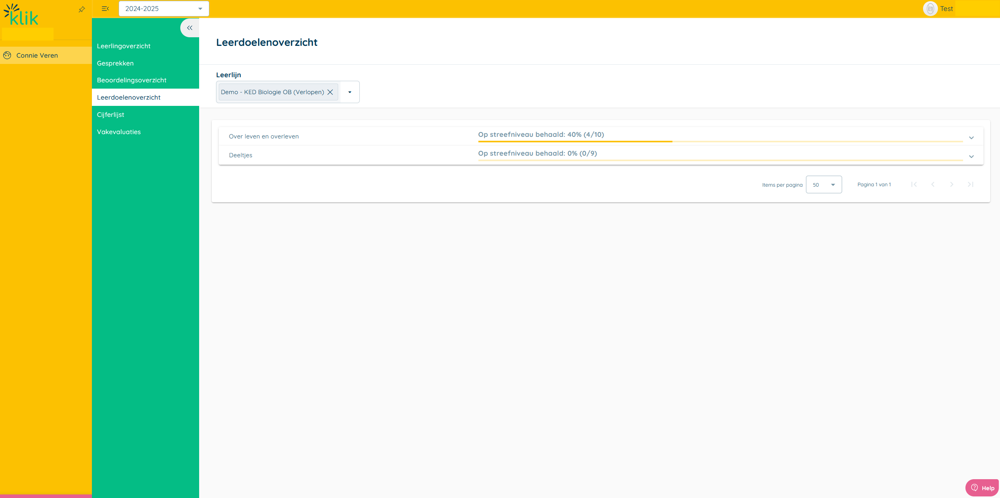 klik
2024-2025
Test
Connie Veren
Leerlingoverzicht
Gesprekken
Beoordelingsoverzicht
Leerdoelenoverzicht
Cijferlijst
Vakevaluaties
Leerdoelenoverzicht
Leerlijn
Demo - KED Biologie OB (Verlopen)
Over leven en overleven
Op streefniveau behaald: 40% (4/10)
Deeltjes
Op streefniveau behaald: 0% (0/9)
Items per pagina
50
Pagina 1 van 1
Help